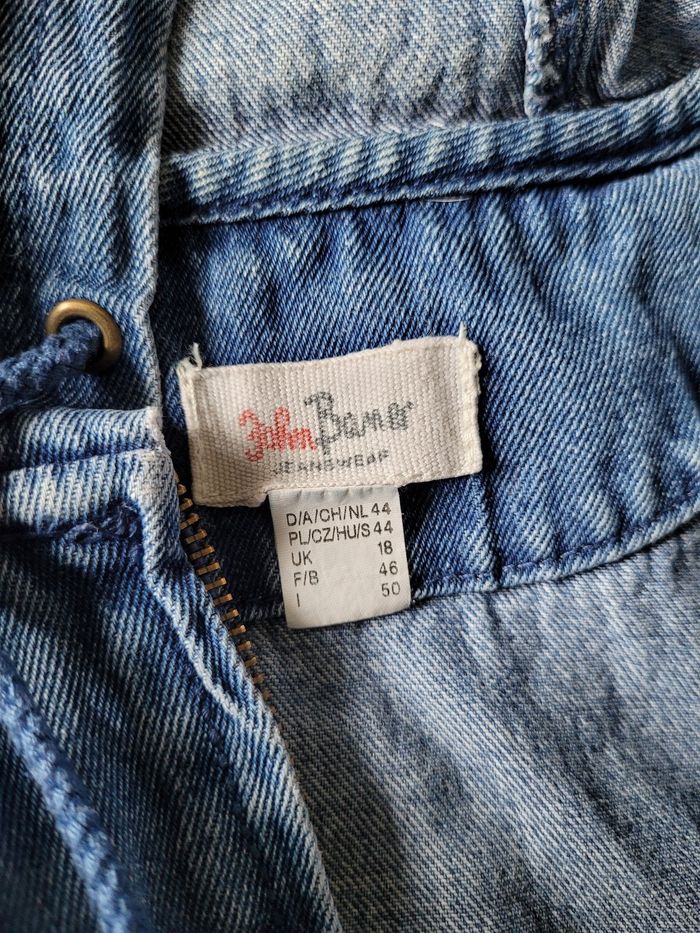 John Baner
JEANSWEAR
D/A/CH/NL 44
PL/CZ/HU/S 44
UK 18
F/B 46
I 50